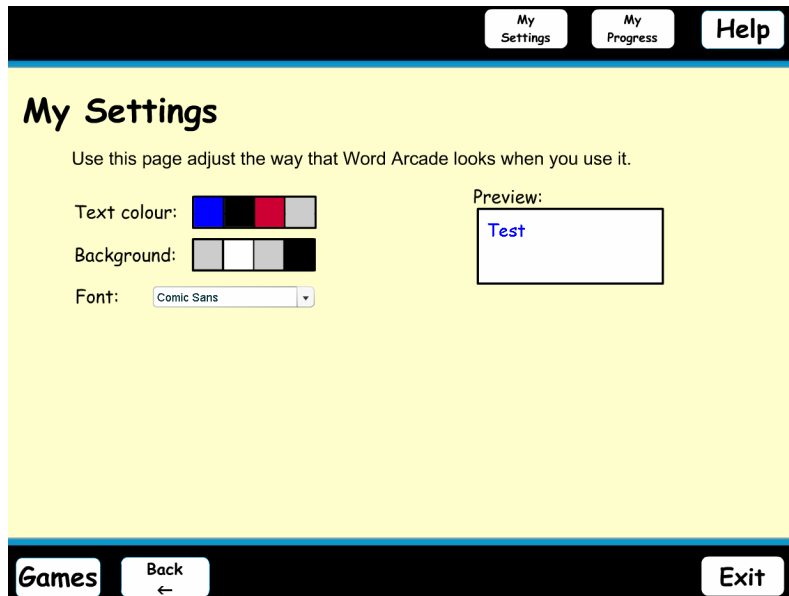 My
Settings
My
Progress
Help
My Settings
Use this page adjust the way that Word Arcade looks when you use it.
Text colour:
Preview:
Test
Background:
Font:
Comic Sans
Games
Back
←
Exit